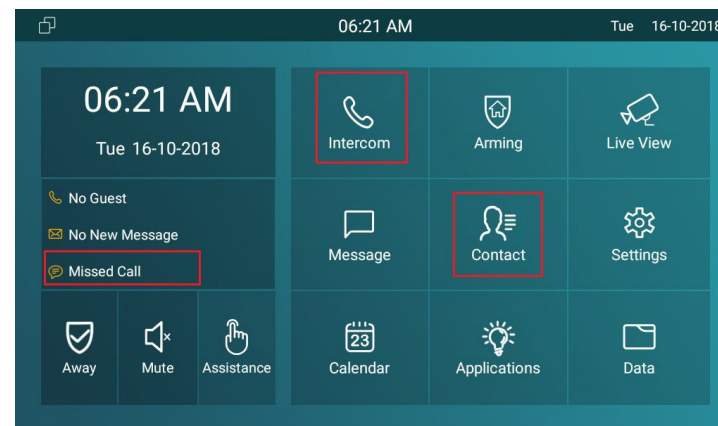 06:21 AM
Tue 16-10-2018
06:21 AM
Tue 16-10-2018
No Guest
No New Message
Missed Call
Away
Mute
Assistance
Intercom
Arming
Live View
Message
Contact
Settings
23
Calendar
Applications
Data